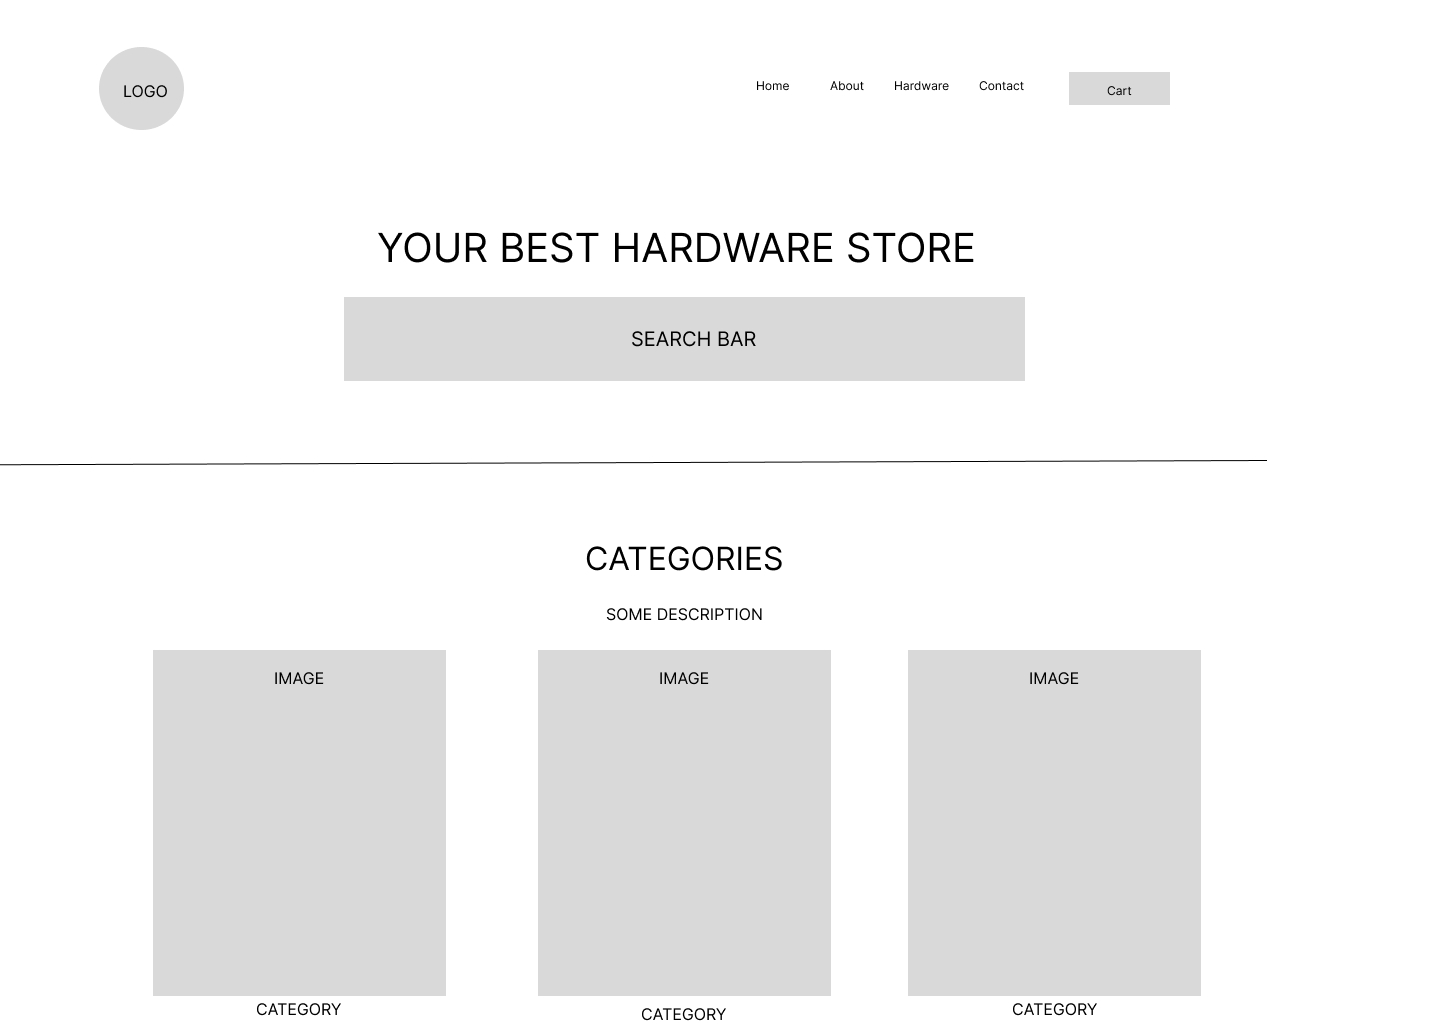 LOGO
Home
About
Hardware
Contact
Cart
YOUR BEST HARDWARE STORE
SEARCH BAR
CATEGORIES
SOME DESCRIPTION
IMAGE
IMAGE
IMAGE
CATEGORY
CATEGORY
CATEGORY